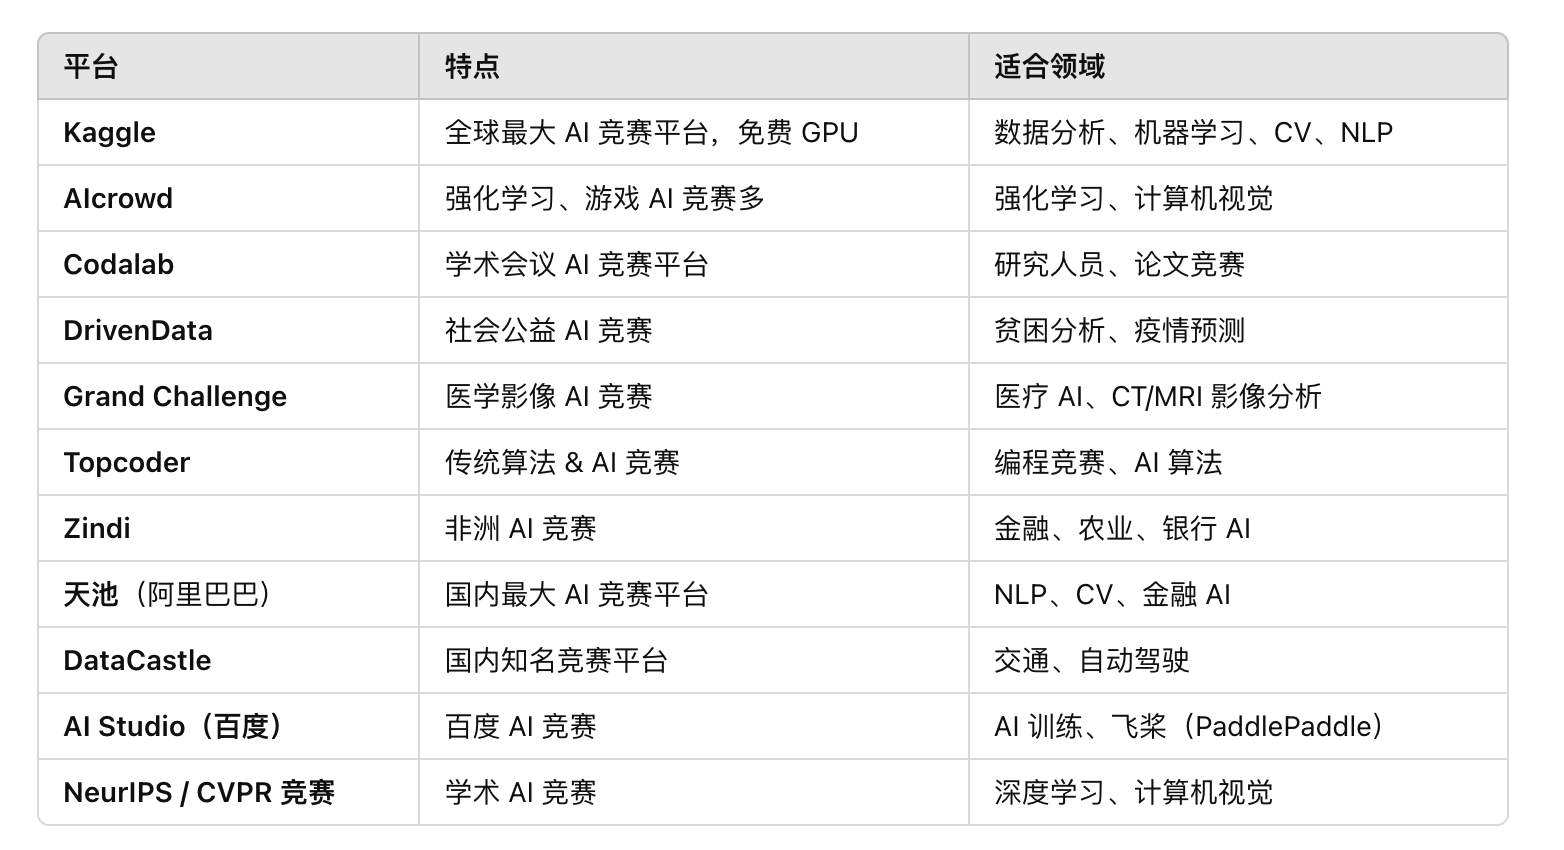 平台 特点 适合领域
Kaggle 全球最大 AI 竞赛平台，免费 GPU 数据分析、机器学习、CV、NLP
AIcrowd 强化学习、游戏 AI 竞赛多 强化学习、计算机视觉
Codalab 学术会议 AI 竞赛平台 研究人员、论文竞赛
DrivenData 社会公益 AI 竞赛 贫困分析、疫情预测
Grand Challenge 医学影像 AI 竞赛 医疗 AI、CT/MRI 影像分析
Topcoder 传统算法 & AI 竞赛 编程竞赛、AI 算法
Zindi 非洲 AI 竞赛 金融、农业、银行 AI
天池（阿里巴巴） 国内最大 AI 竞赛平台 NLP、CV、金融 AI
DataCastle 国内知名竞赛平台 交通、自动驾驶
AI Studio（百度） 百度 AI 竞赛 AI 训练、飞桨（PaddlePaddle）
NeurIPS / CVPR 竞赛 学术 AI 竞赛 深度学习、计算机视觉